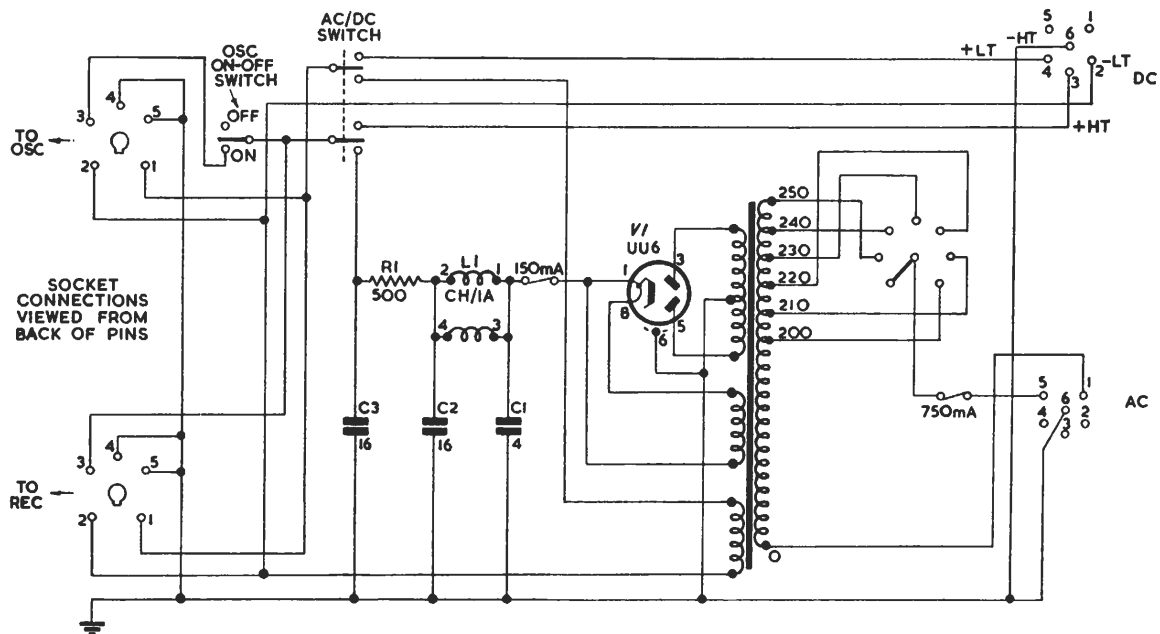 AC/DC
SWITCH
OSC
ON-OFF
SWITCH
OFF
ON
3
4
5
2
1
TO
OSC
SOCKET
CONNECTIONS
VIEWED FROM
BACK OF PINS
3
4
5
2
1
TO
REC
R1
500
2
L1
1
CH/1A
4
3
150mA
C3
16
C2
16
C1
4
V1
UU6
1
3
8
5
6
250
240
230
220
210
200
O
750mA
5
1
6
4
2
3
AC
5
1
-HT
6
+LT
4
-LT
3
2
DC
+HT